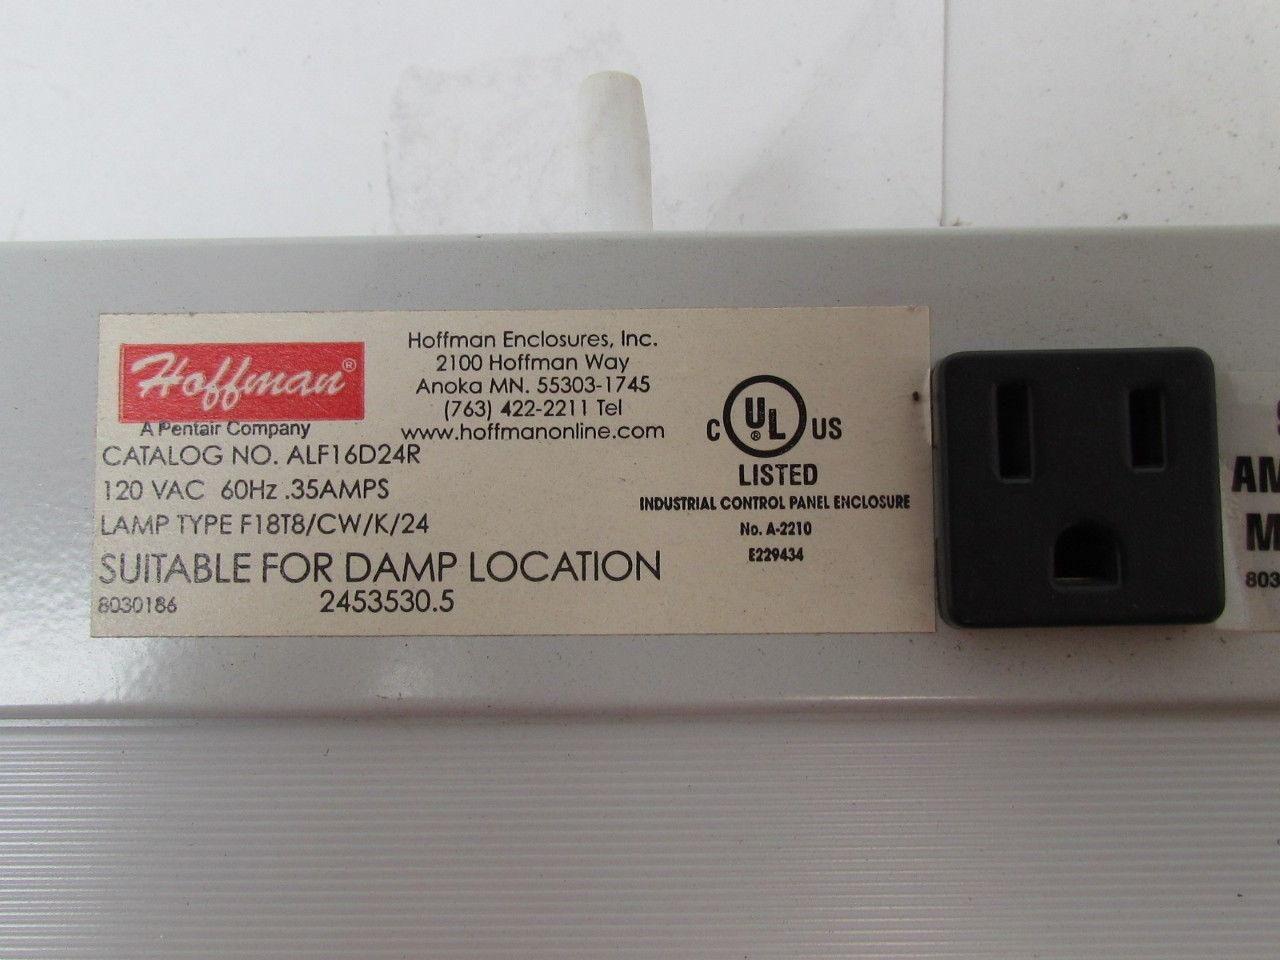 Hoffman®
A Pentair Company
Hoffman Enclosures, Inc.
2100 Hoffman Way
Anoka MN. 55303-1745
(763) 422-2211 Tel
www.hoffmanonline.com
CATALOG NO. ALF16D24R
120 VAC 60Hz .35AMPS
LAMP TYPE F18T8/CW/K/24
SUITABLE FOR DAMP LOCATION
8030186 2453530.5
C UL® US
LISTED
INDUSTRIAL CONTROL PANEL ENCLOSURE
No. A-2210
E229434